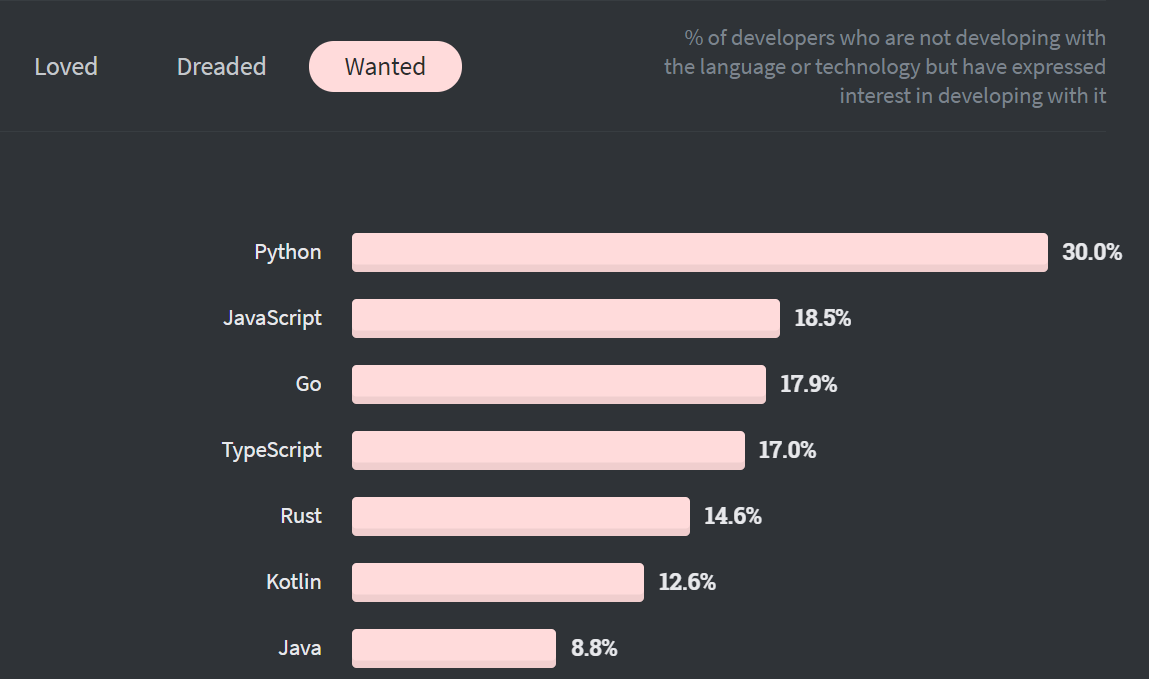 Loved Dreaded Wanted
% of developers who are not developing with
the language or technology but have expressed
interest in developing with it
Python 30.0%
JavaScript 18.5%
Go 17.9%
TypeScript 17.0%
Rust 14.6%
Kotlin 12.6%
Java 8.8%